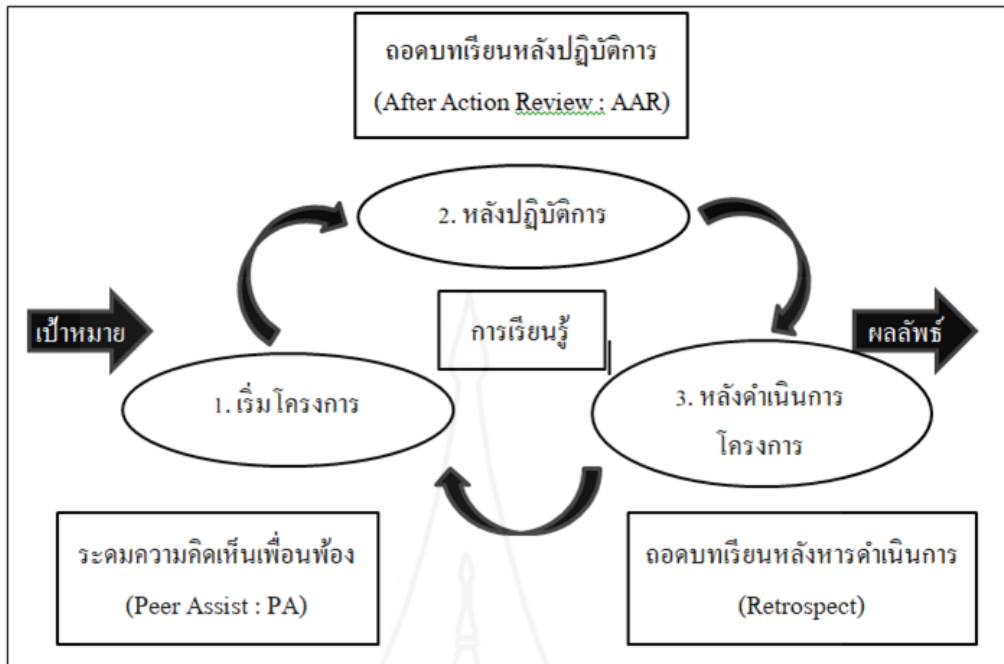 ถอดบทเรียนหลังปฏิบัติการ
(After Action Review : AAR)
2. หลังปฏิบัติการ
เป้าหมาย
การเรียนรู้
ผลลัพธ์
1. เริ่มโครงการ
3. หลังดำเนินการ
โครงการ
ระดมความคิดเห็นเพื่อนพ้อง
(Peer Assist : PA)
ถอดบทเรียนหลังหารดำเนินการ
(Retrospect)